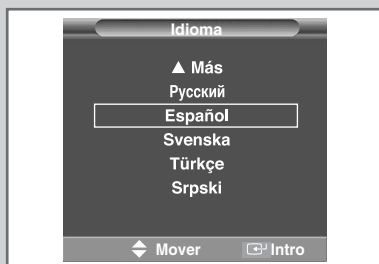 Idioma
▲ Más
Русский
Español
Svenska
Türkçe
Srpski
Mover Intro